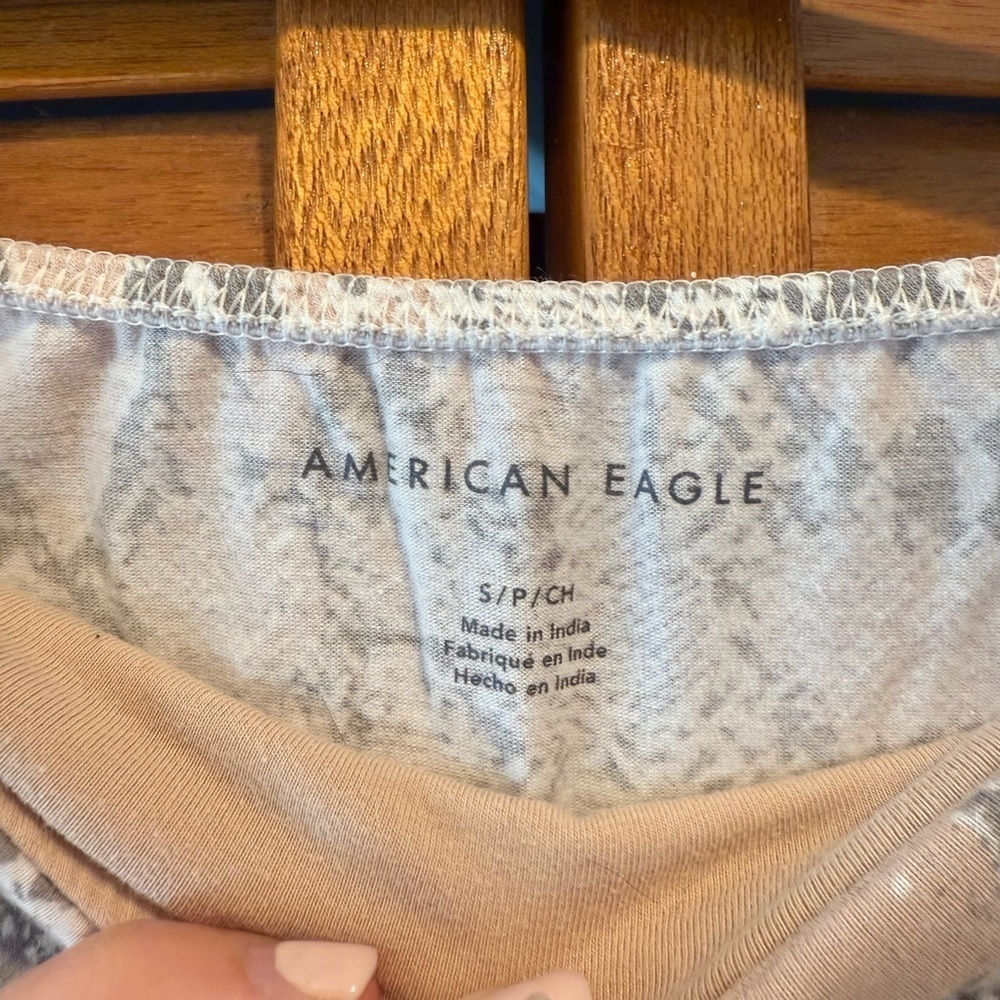 AMERICAN EAGLE
S/P/CH
Made in India
Fabriqué en Inde
Hecho en India